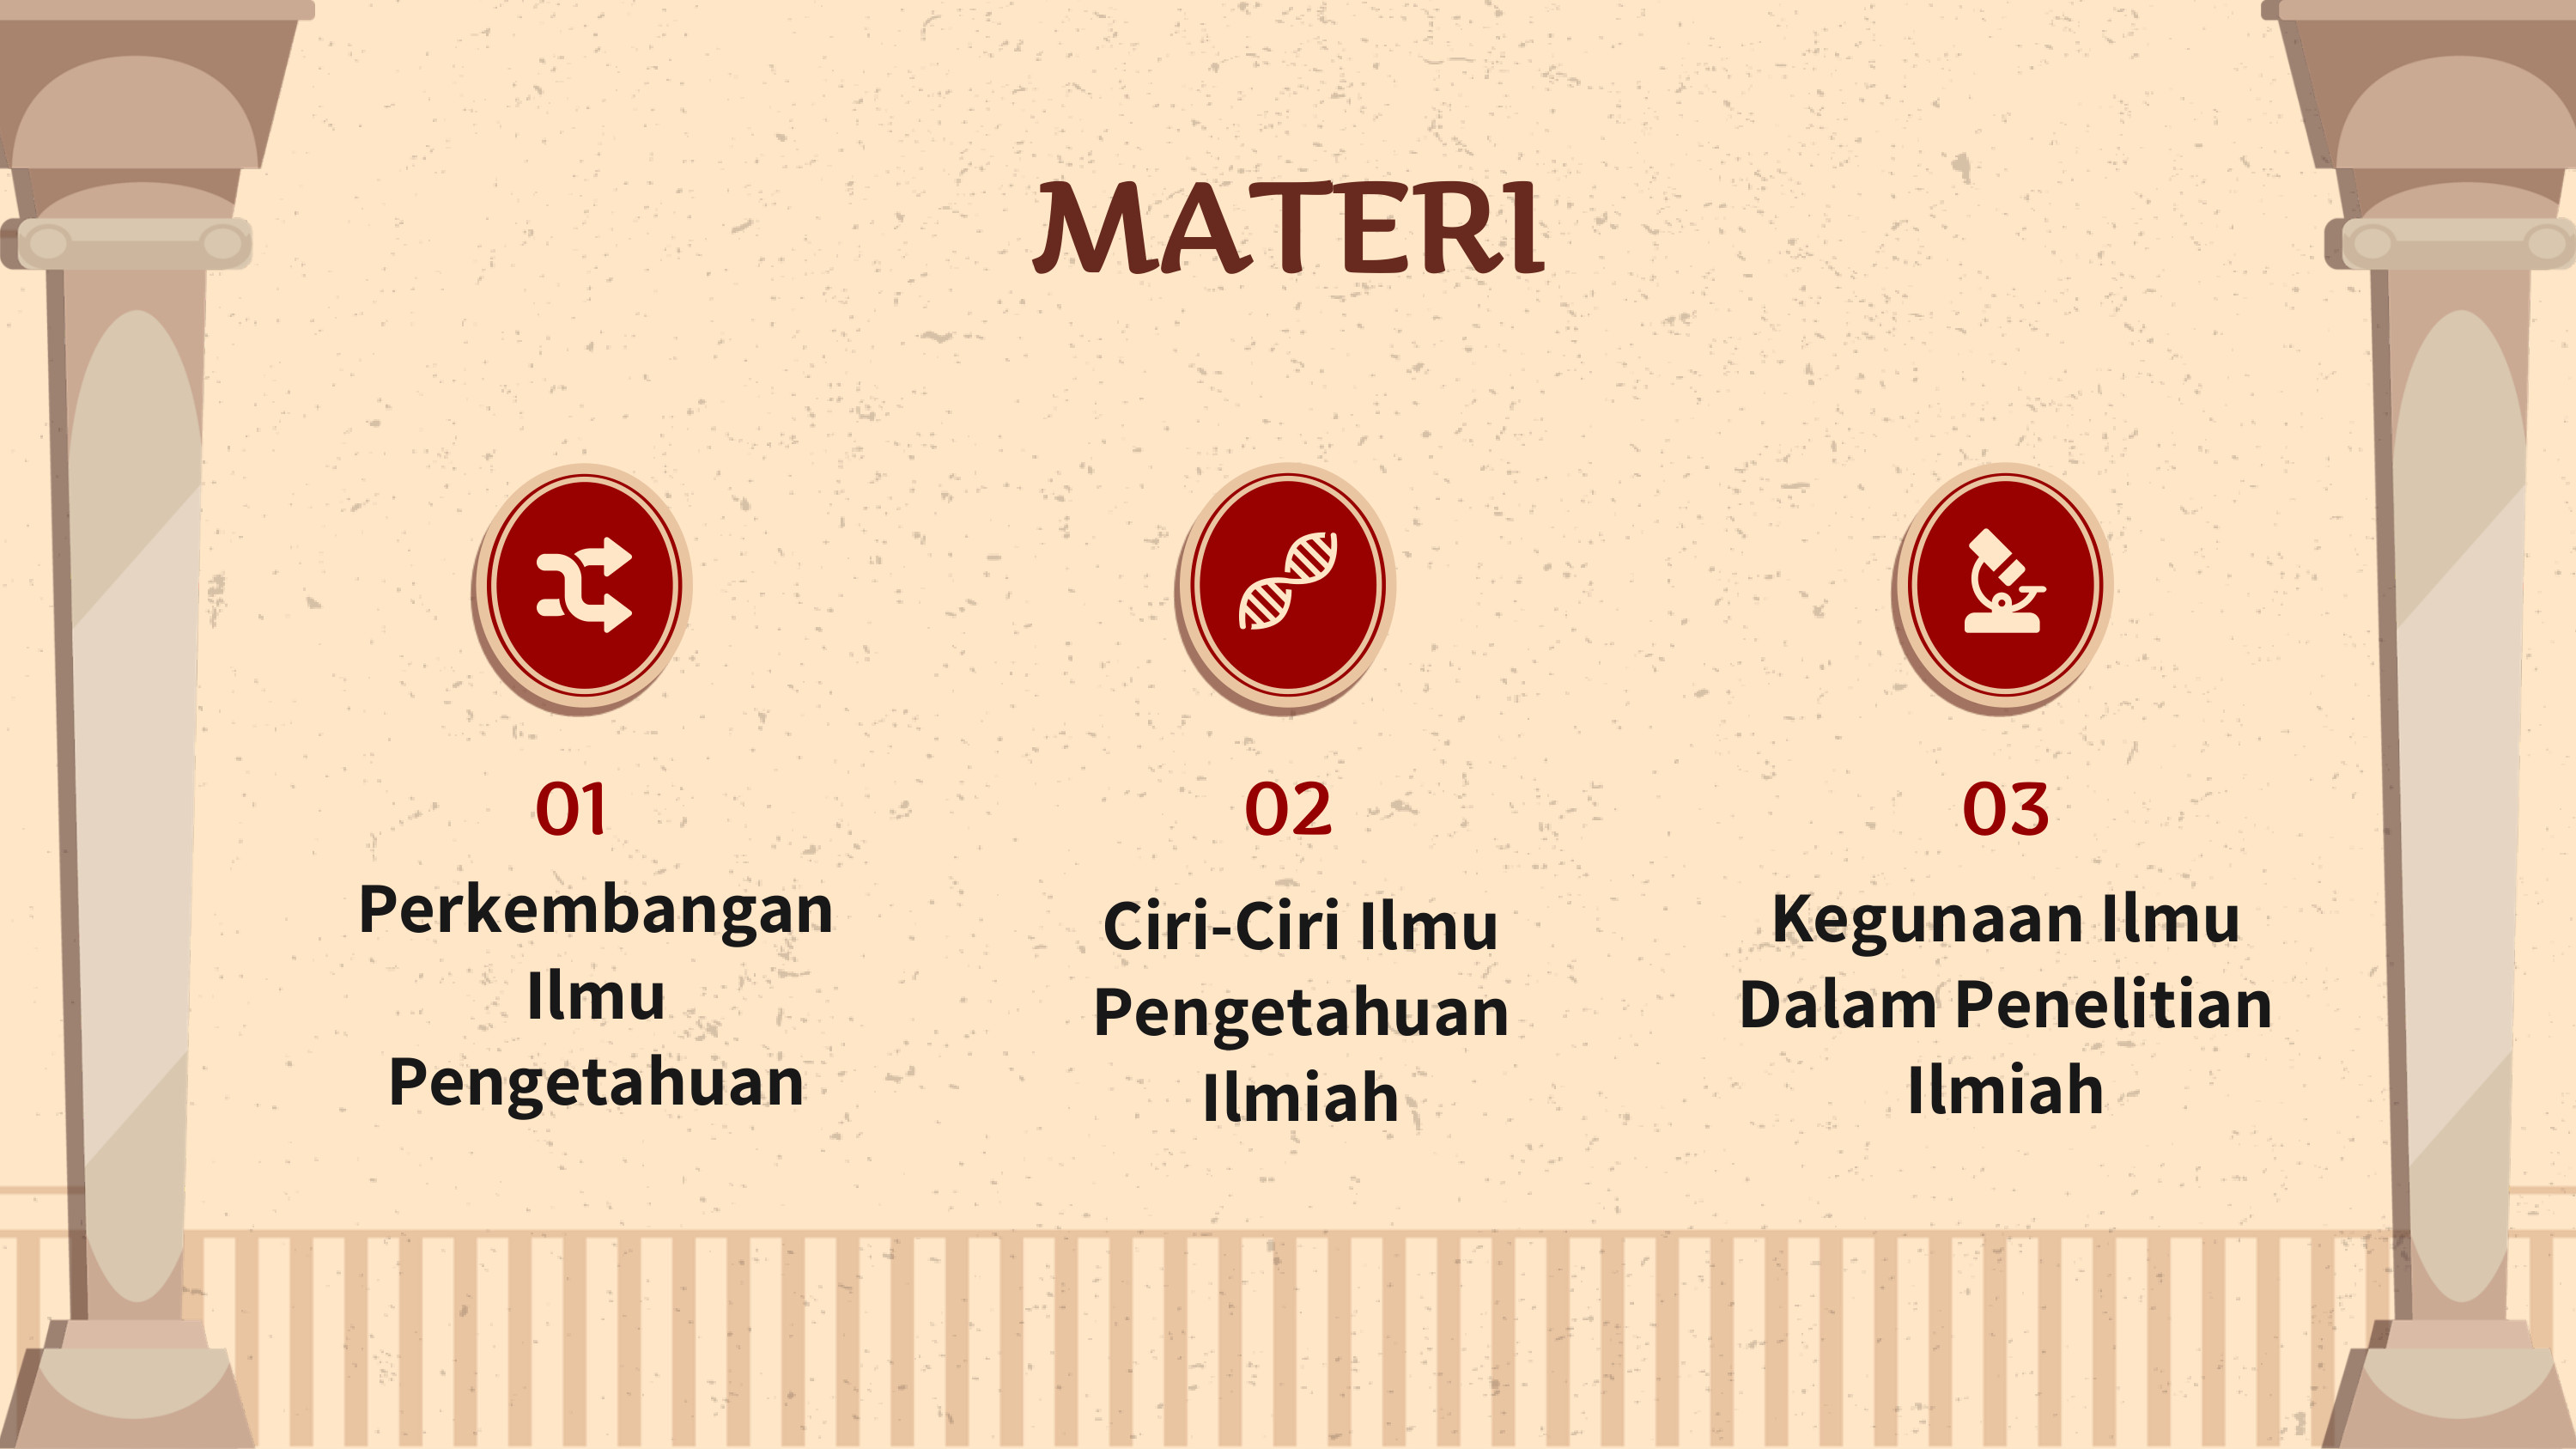 MATERI
01
Perkembangan
Ilmu
Pengetahuan
02
Ciri-Ciri Ilmu
Pengetahuan
Ilmiah
03
Kegunaan Ilmu
Dalam Penelitian
Ilmiah